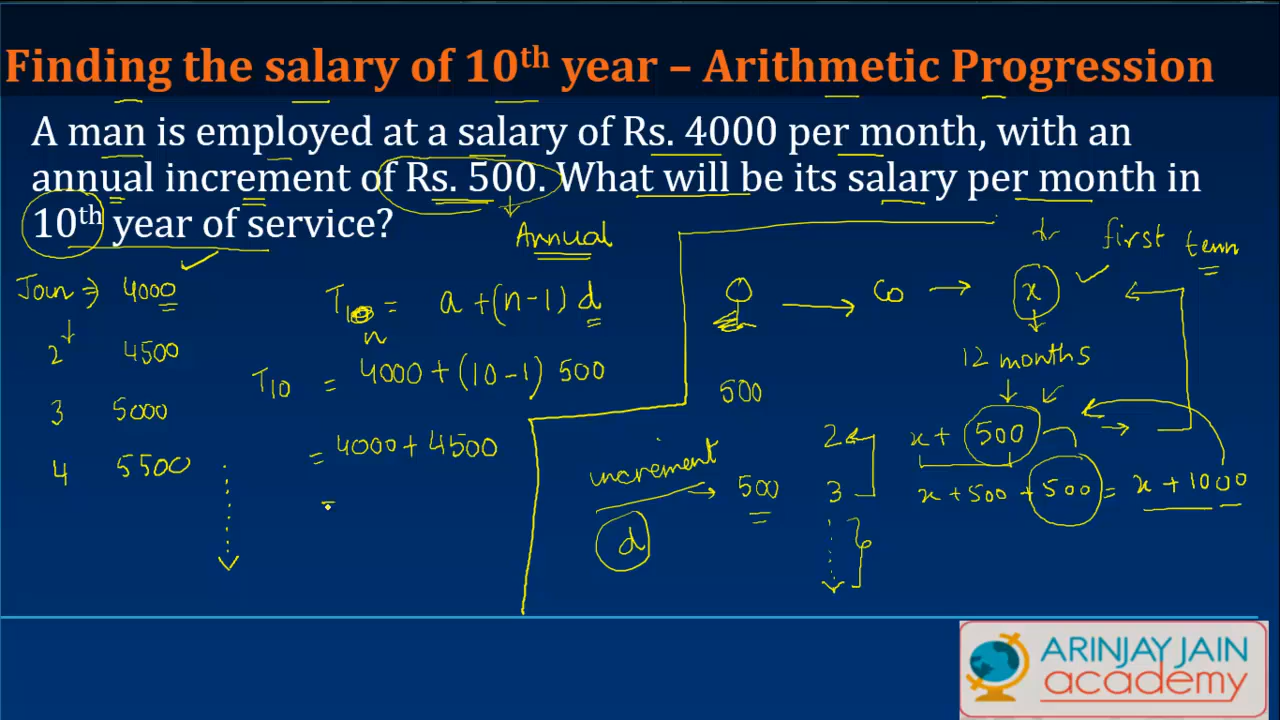 Finding the salary of 10th year – Arithmetic Progression
A man is employed at a salary of Rs. 4000 per month, with an
annual increment of Rs. 500. What will be its salary per month in
10th year of service?
Annual
Join ⇒ 4000
2 4500
3 5000
4 5500
Tn = a + (n-1) d
T10 = 4000 + (10-1) 500
= 4000 + 4500
=
first term
Co → x
12 months
500
2 x + 500
increment → 500
3 x + 500 + 500 = x + 1000
d
ARINJAY JAIN
academy